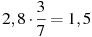 2,8 · 3/7 = 1,5